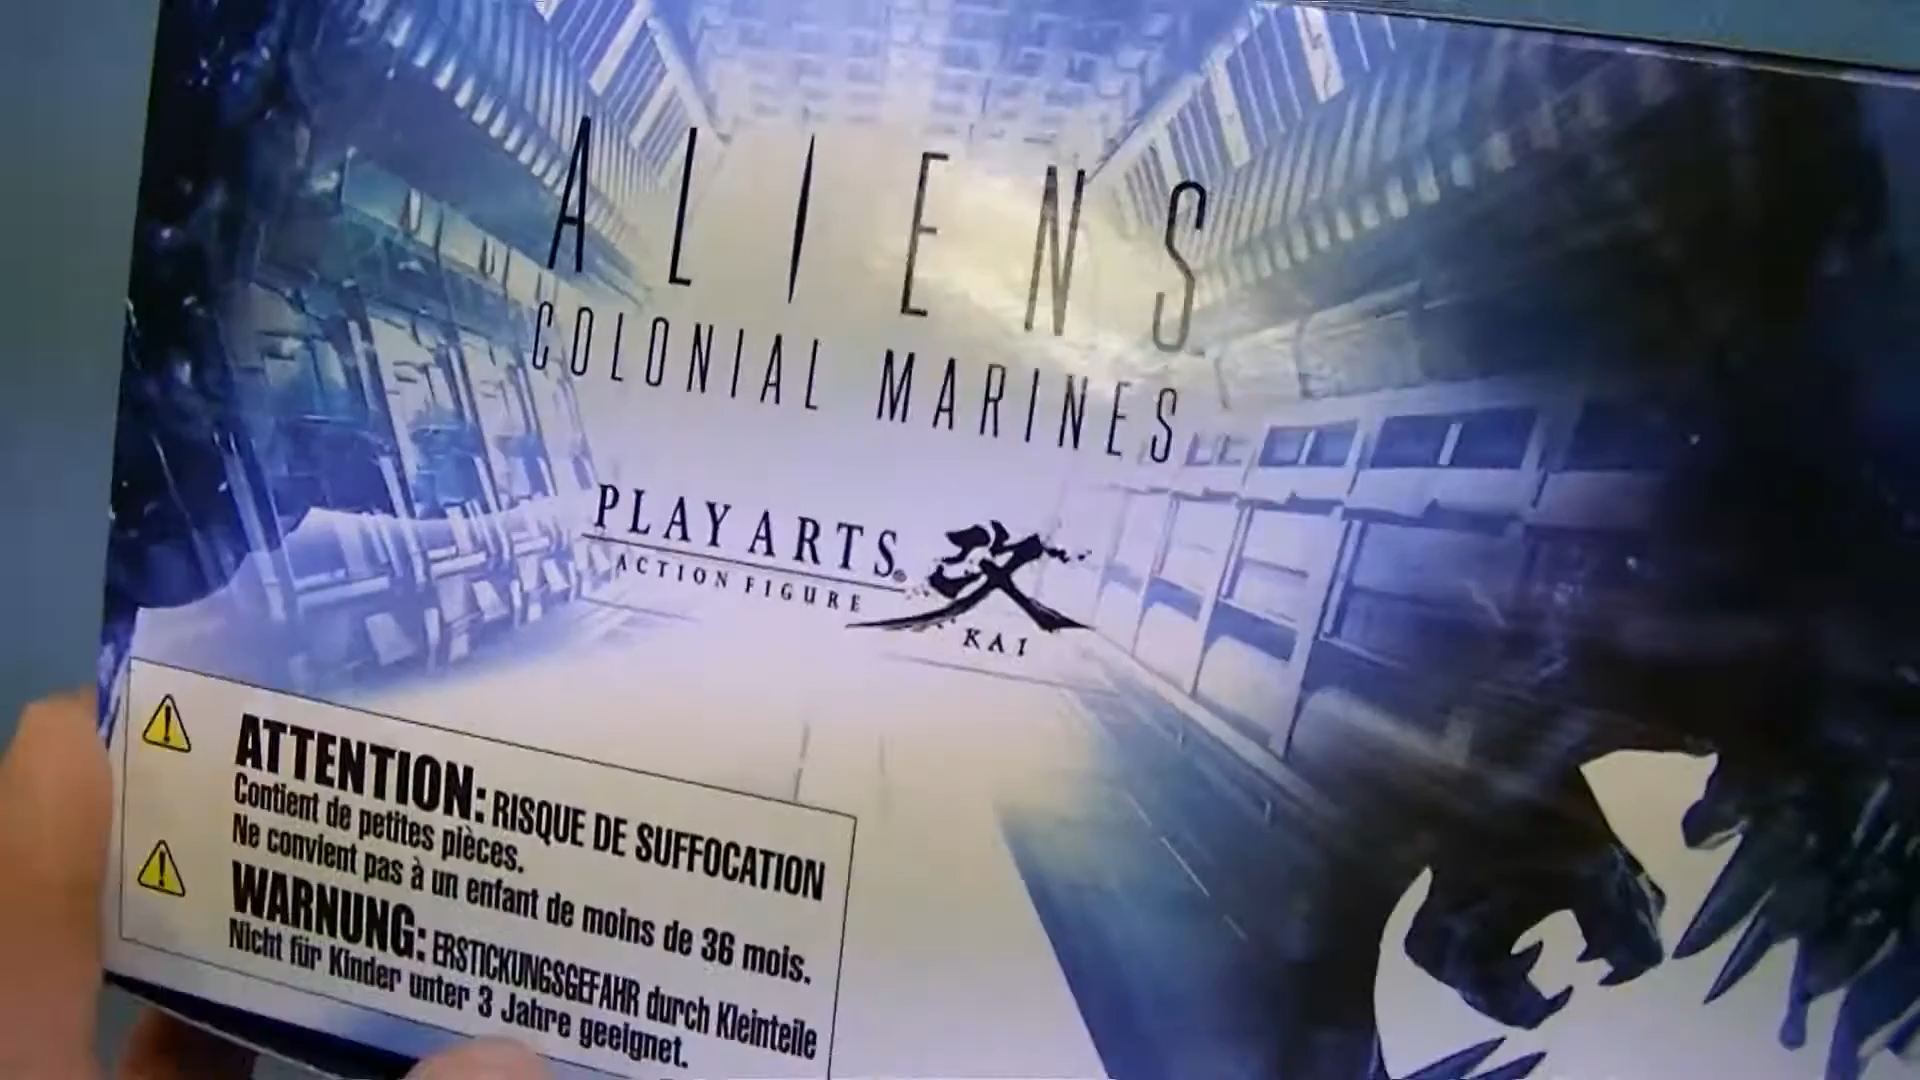 ALIENS
COLONIAL MARINES
PLAY ARTS® 改
ACTION FIGURE
KAI
ATTENTION: RISQUE DE SUFFOCATION
Contient de petites pièces.
Ne convient pas à un enfant de moins de 36 mois.
WARNUNG: ERSTICKUNGSGEFAHR durch Kleinteile
Nicht für Kinder unter 3 Jahre geeignet.